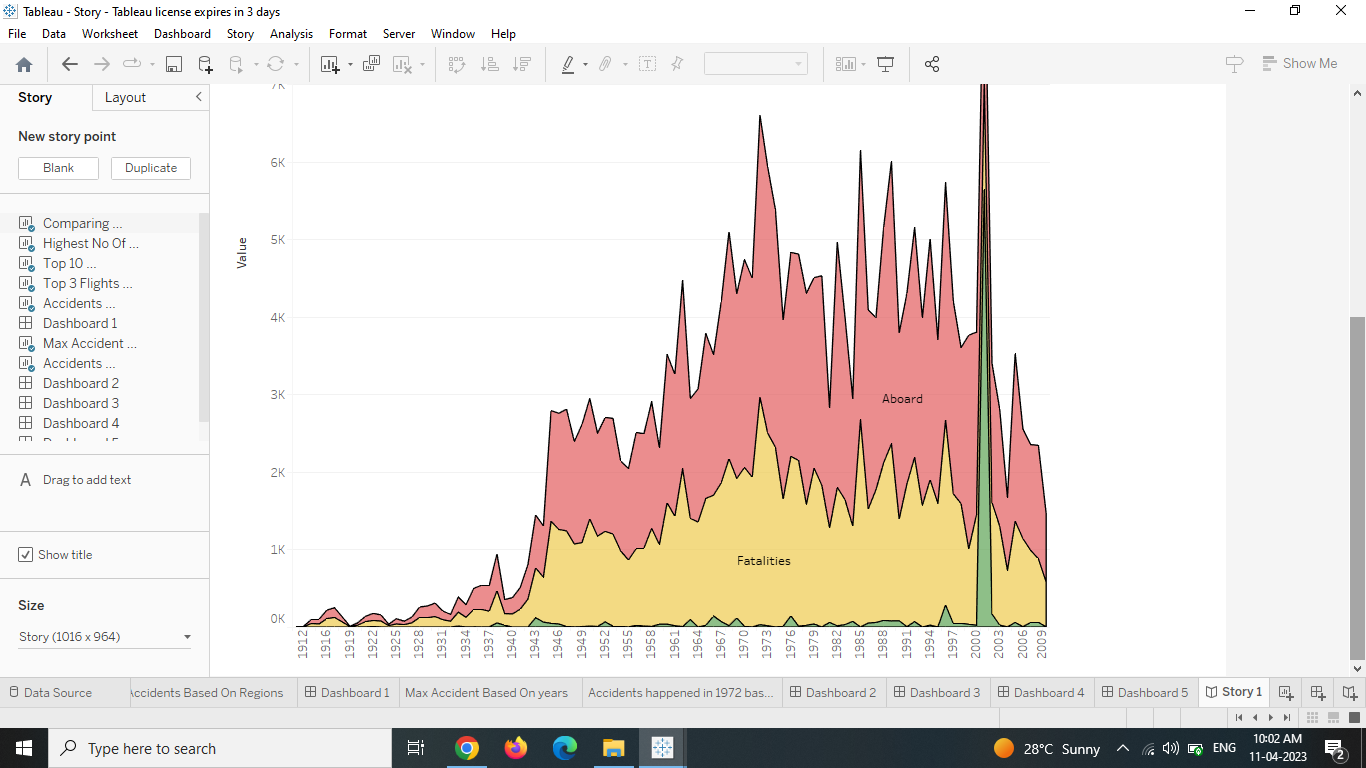 Tableau - Story - Tableau license expires in 3 days
File Data Worksheet Dashboard Story Analysis Format Server Window Help
Show Me
Story Layout
New story point
Blank Duplicate
Comparing ...
Highest No Of ...
Top 10 ...
Top 3 Flights ...
Accidents ...
Dashboard 1
Max Accident ...
Accidents ...
Dashboard 2
Dashboard 3
Dashboard 4
Drag to add text
Show title
Size
Story (1016 x 964)
7K
6K
5K
4K
3K
2K
1K
0K
Value
Aboard
Fatalities
1912 1916 1919 1922 1925 1928 1931 1934 1937 1940 1943 1946 1949 1952 1955 1958 1961 1964 1967 1970 1973 1976 1979 1982 1985 1988 1991 1994 1997 2000 2003 2006 2009
Data Source Accidents Based On Regions Dashboard 1 Max Accident Based On years Accidents happened in 1972 bas... Dashboard 2 Dashboard 3 Dashboard 4 Dashboard 5 Story 1
Type here to search
28°C Sunny
ENG
10:02 AM
11-04-2023
2